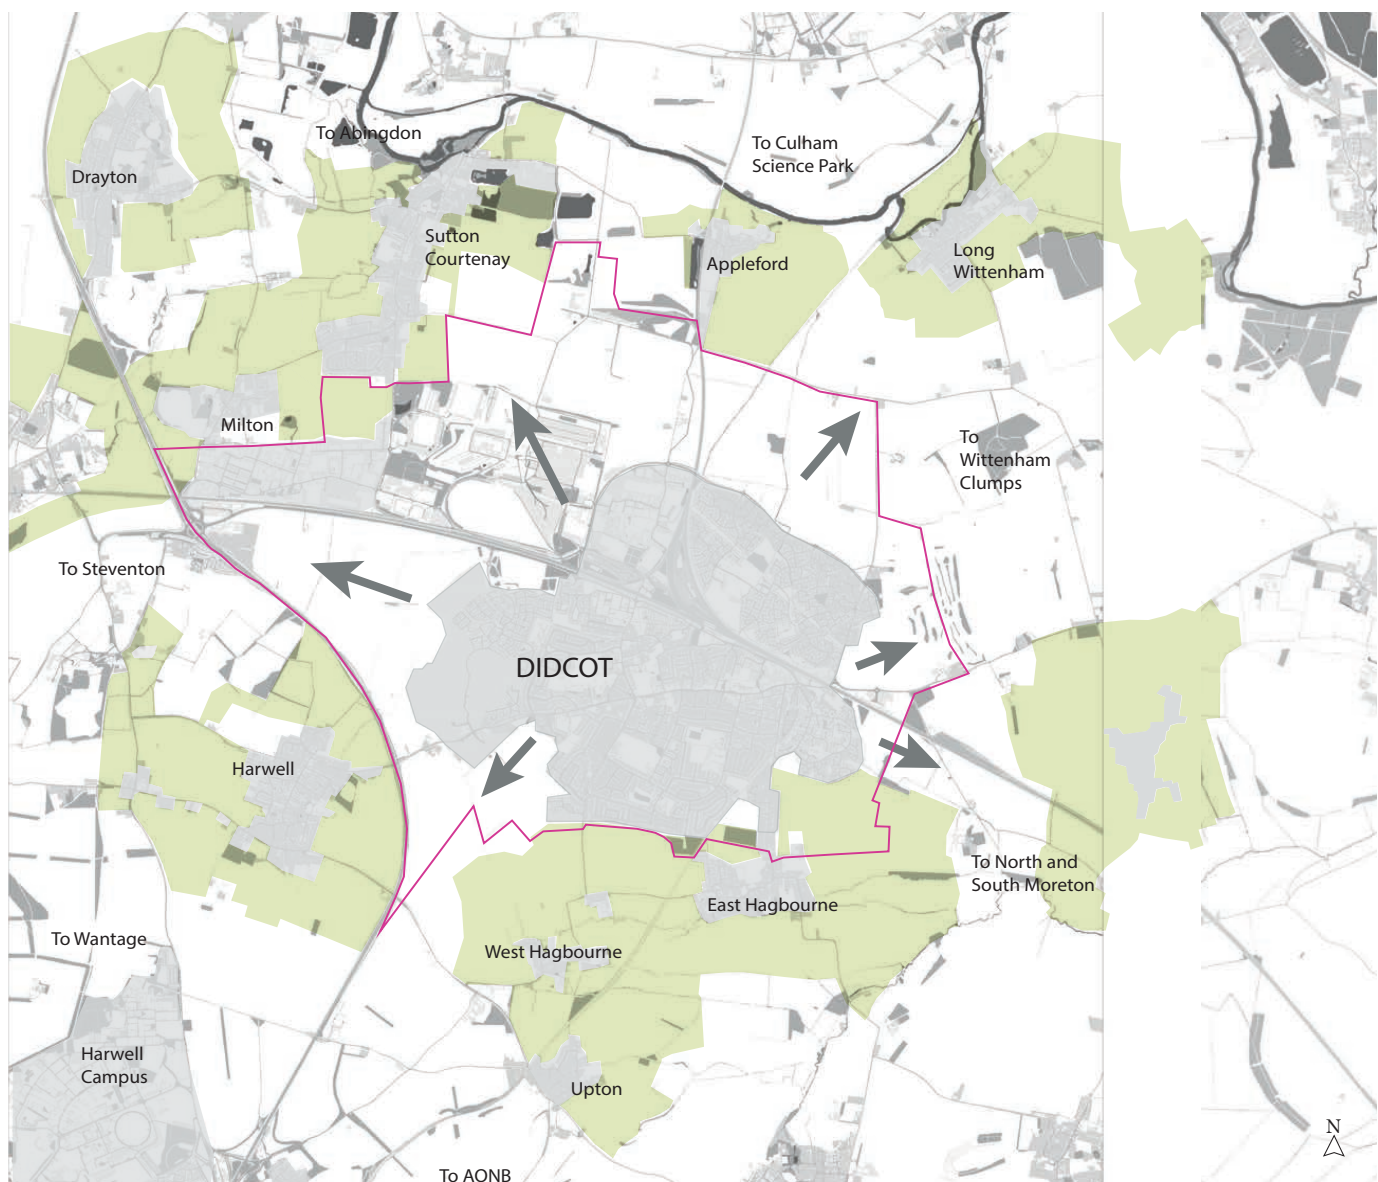 To Abingdon
To Culham
Science Park
Drayton
Sutton
Courtenay
Appleford
Long
Wittenham
Milton
To
Wittenham
Clumps
To Steventon
DIDCOT
Harwell
To North and
South Moreton
East Hagbourne
To Wantage
West Hagbourne
Harwell
Campus
Upton
N
To AONB